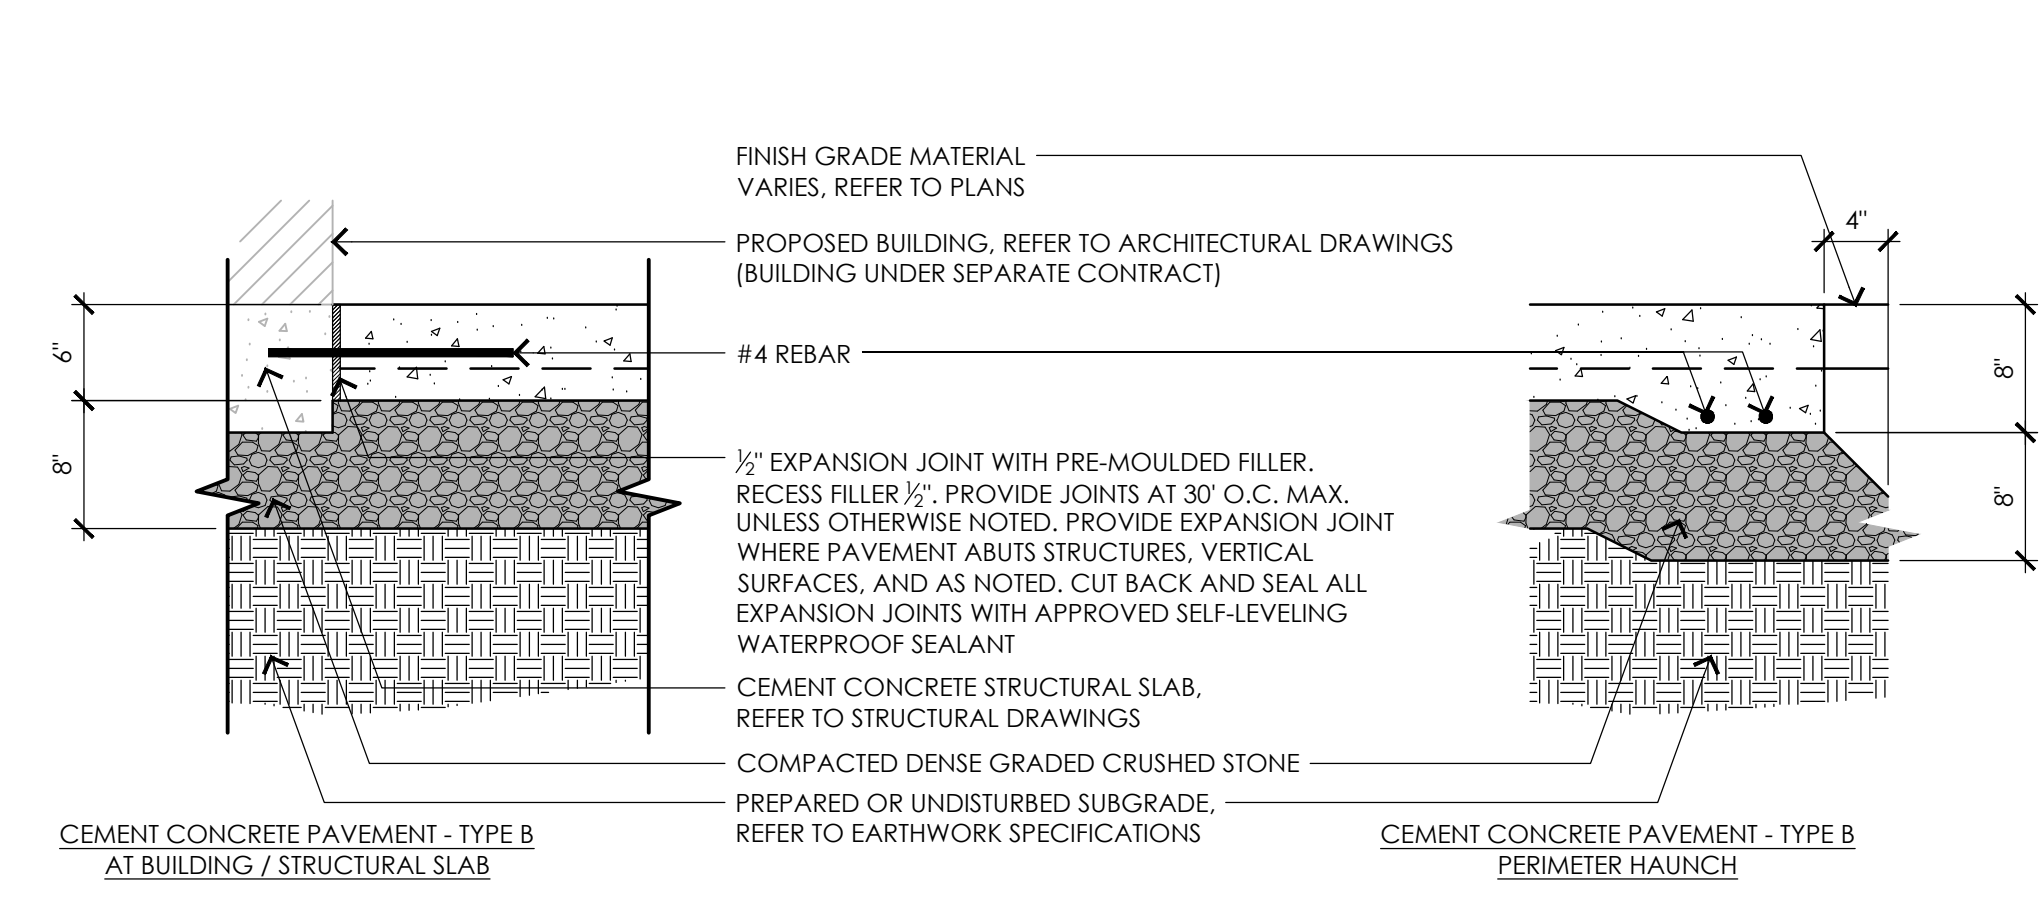 FINISH GRADE MATERIAL
VARIES, REFER TO PLANS
4"
PROPOSED BUILDING, REFER TO ARCHITECTURAL DRAWINGS
(BUILDING UNDER SEPARATE CONTRACT)
6"
#4 REBAR
8"
8"
½" EXPANSION JOINT WITH PRE-MOULDED FILLER.
RECESS FILLER ½". PROVIDE JOINTS AT 30' O.C. MAX.
UNLESS OTHERWISE NOTED. PROVIDE EXPANSION JOINT
WHERE PAVEMENT ABUTS STRUCTURES, VERTICAL
SURFACES, AND AS NOTED. CUT BACK AND SEAL ALL
EXPANSION JOINTS WITH APPROVED SELF-LEVELING
WATERPROOF SEALANT
8"
CEMENT CONCRETE STRUCTURAL SLAB,
REFER TO STRUCTURAL DRAWINGS
COMPACTED DENSE GRADED CRUSHED STONE
PREPARED OR UNDISTURBED SUBGRADE,
REFER TO EARTHWORK SPECIFICATIONS
CEMENT CONCRETE PAVEMENT - TYPE B
AT BUILDING / STRUCTURAL SLAB
CEMENT CONCRETE PAVEMENT - TYPE B
PERIMETER HAUNCH